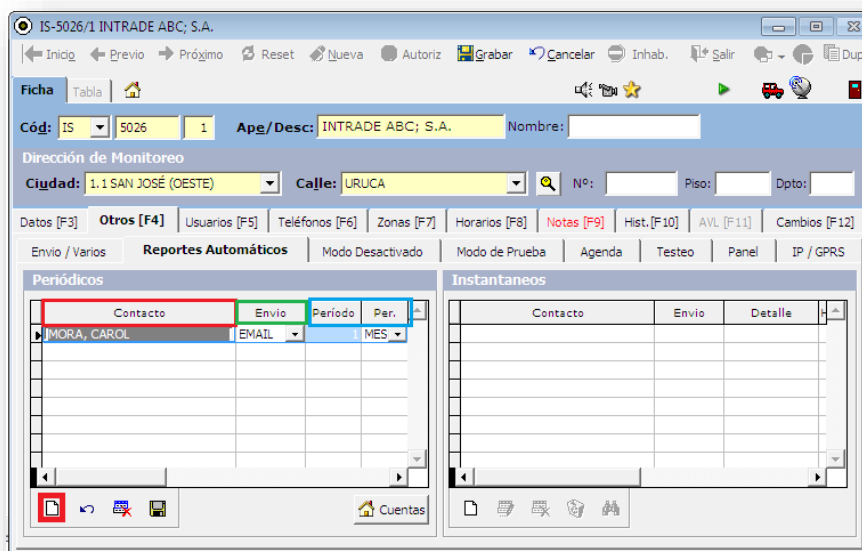 IS-5026/1 INTRADE ABC; S.A.
Inicio Previo Próximo Reset Nueva Autoriz Grabar Cancelar Inhab. Salir Dup
Ficha Tabla
Cód: IS 5026 1 Ape/Desc: INTRADE ABC; S.A. Nombre:
Dirección de Monitoreo
Ciudad: 1.1 SAN JOSÉ (OESTE) Calle: URUCA Nº: Piso: Dpto:
Datos [F3] Otros [F4] Usuarios [F5] Teléfonos [F6] Zonas [F7] Horarios [F8] Notas [F9] Hist.[F10] AVL [F11] Cambios [F12]
Envio / Varios Reportes Automáticos Modo Desactivado Modo de Prueba Agenda Testeo Panel IP / GPRS
Periódicos Instantaneos
Contacto Envio Período Per. Contacto Envio Detalle H
MORA, CAROL EMAIL 1 MES
Cuentas